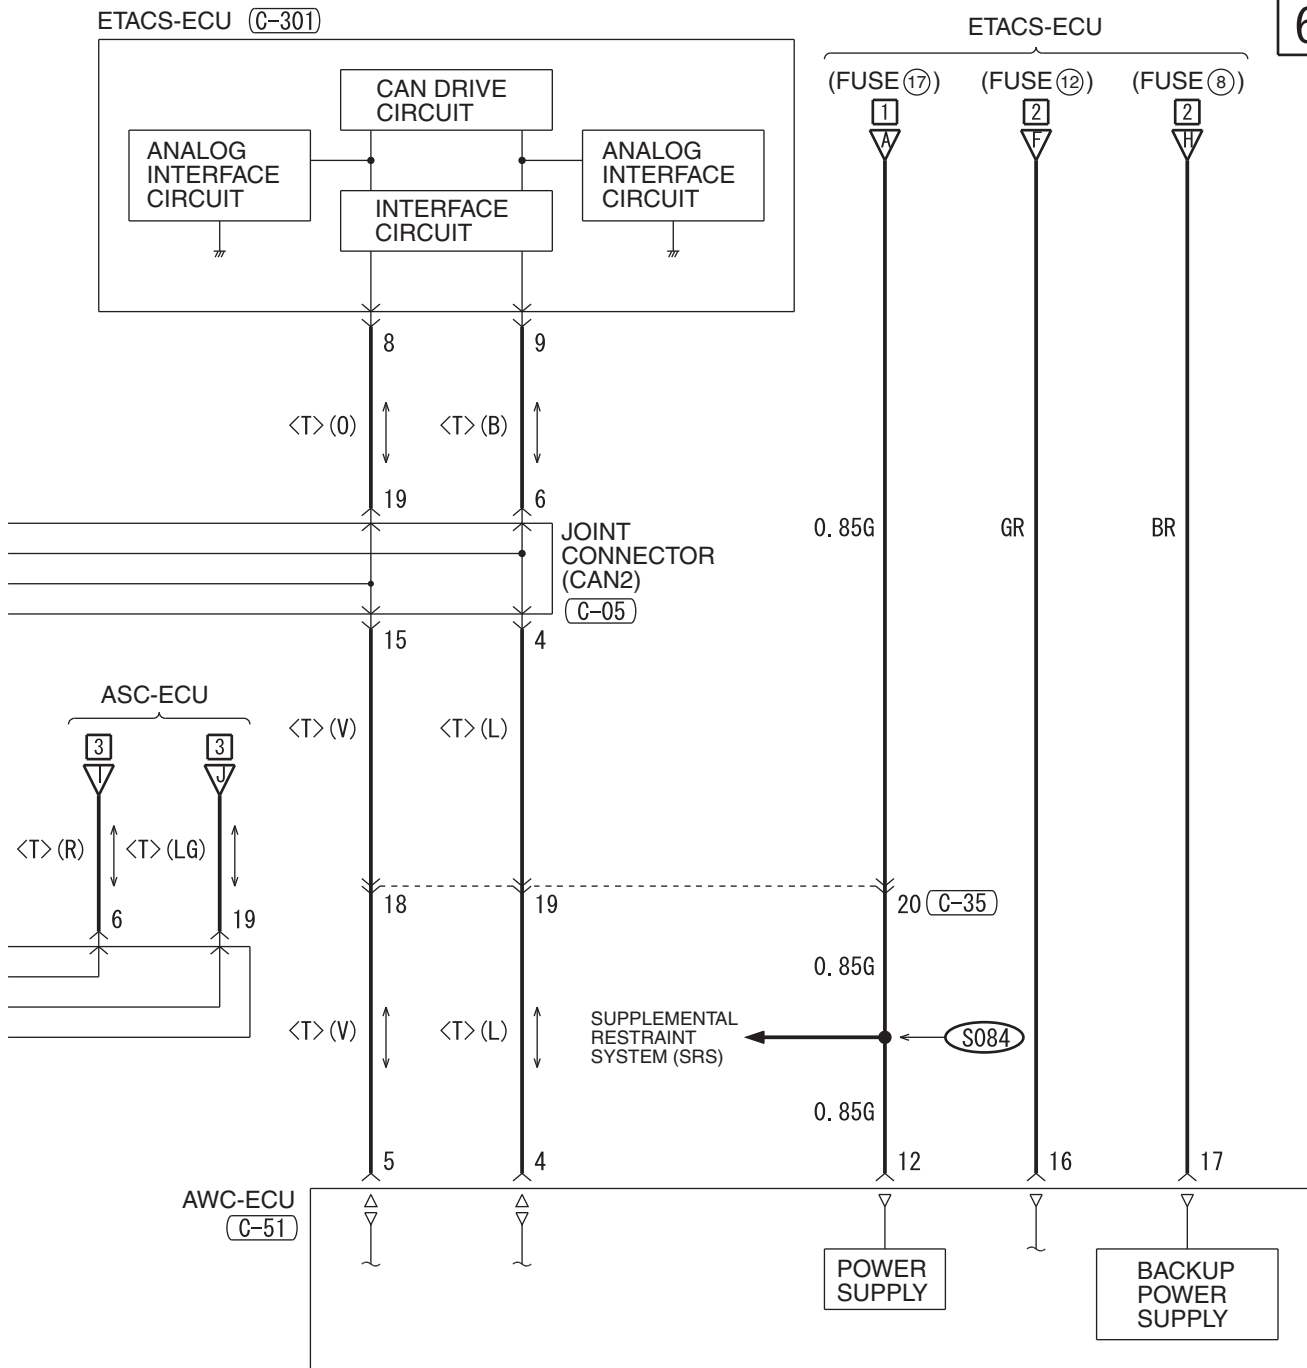 ETACS-ECU (C-301)
ETACS-ECU
6
(FUSE 17)
(FUSE 12)
(FUSE 8)
1
2
2
A
F
H
CAN DRIVE
CIRCUIT
ANALOG
INTERFACE
CIRCUIT
ANALOG
INTERFACE
CIRCUIT
INTERFACE
CIRCUIT
8
9
<T>(O)
<T>(B)
19
6
0.85G
GR
BR
JOINT
CONNECTOR
(CAN2)
C-05
15
4
ASC-ECU
<T>(V)
<T>(L)
3
3
I
J
<T>(R)
<T>(LG)
6
19
18
19
20
C-35
0.85G
<T>(V)
<T>(L)
SUPPLEMENTAL
RESTRAINT
SYSTEM (SRS)
S084
0.85G
5
4
12
16
17
AWC-ECU
C-51
POWER
SUPPLY
BACKUP
POWER
SUPPLY